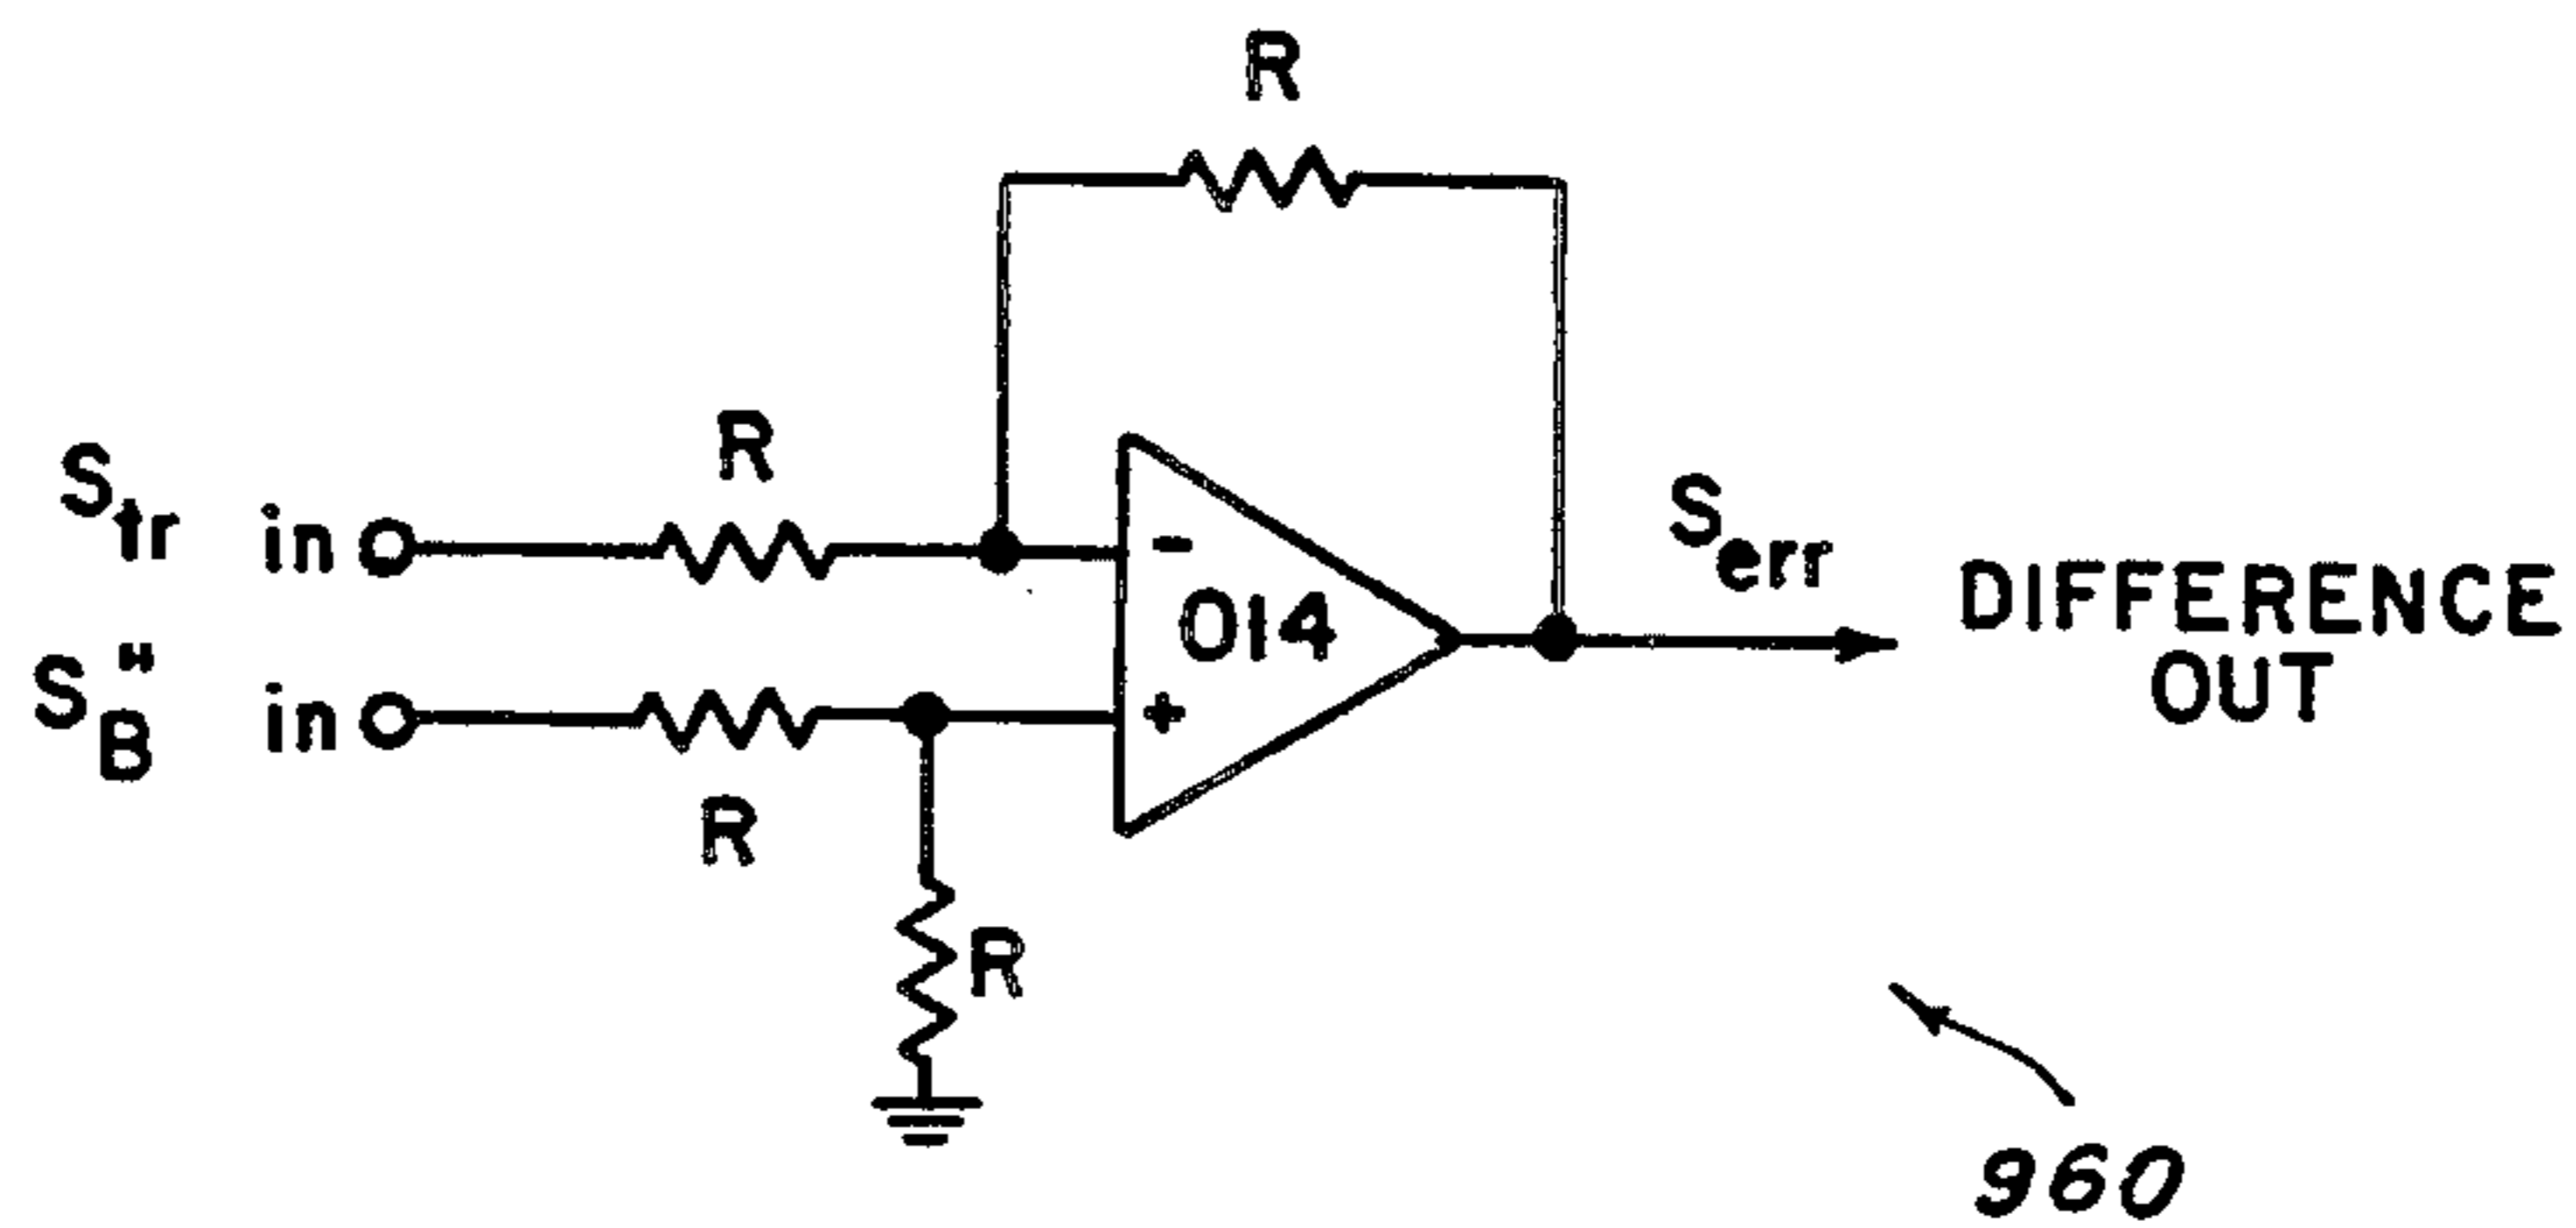 R
R
S_tr in
S_B" in
R
R
-
014
+
S_err
DIFFERENCE
OUT
960